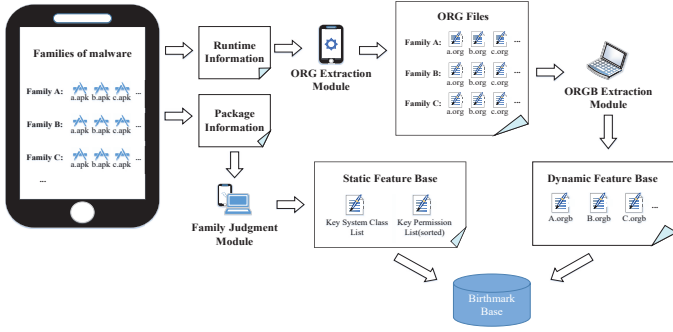 Families of malware
Family A:
a.apk b.apk c.apk ...
Family B:
a.apk b.apk c.apk ...
Family C:
a.apk b.apk c.apk ...
...
Runtime
Information
Package
Information
ORG Extraction
Module
Family Judgment
Module
ORG Files
Family A:
a.org b.org c.org ...
Family B:
a.org b.org c.org ...
Family C:
a.org b.org c.org ...
ORGB Extraction
Module
Static Feature Base
Key System Class
List
Key Permission
List(sorted)
Dynamic Feature Base
A.orgb B.orgb C.orgb ...
Birthmark
Base